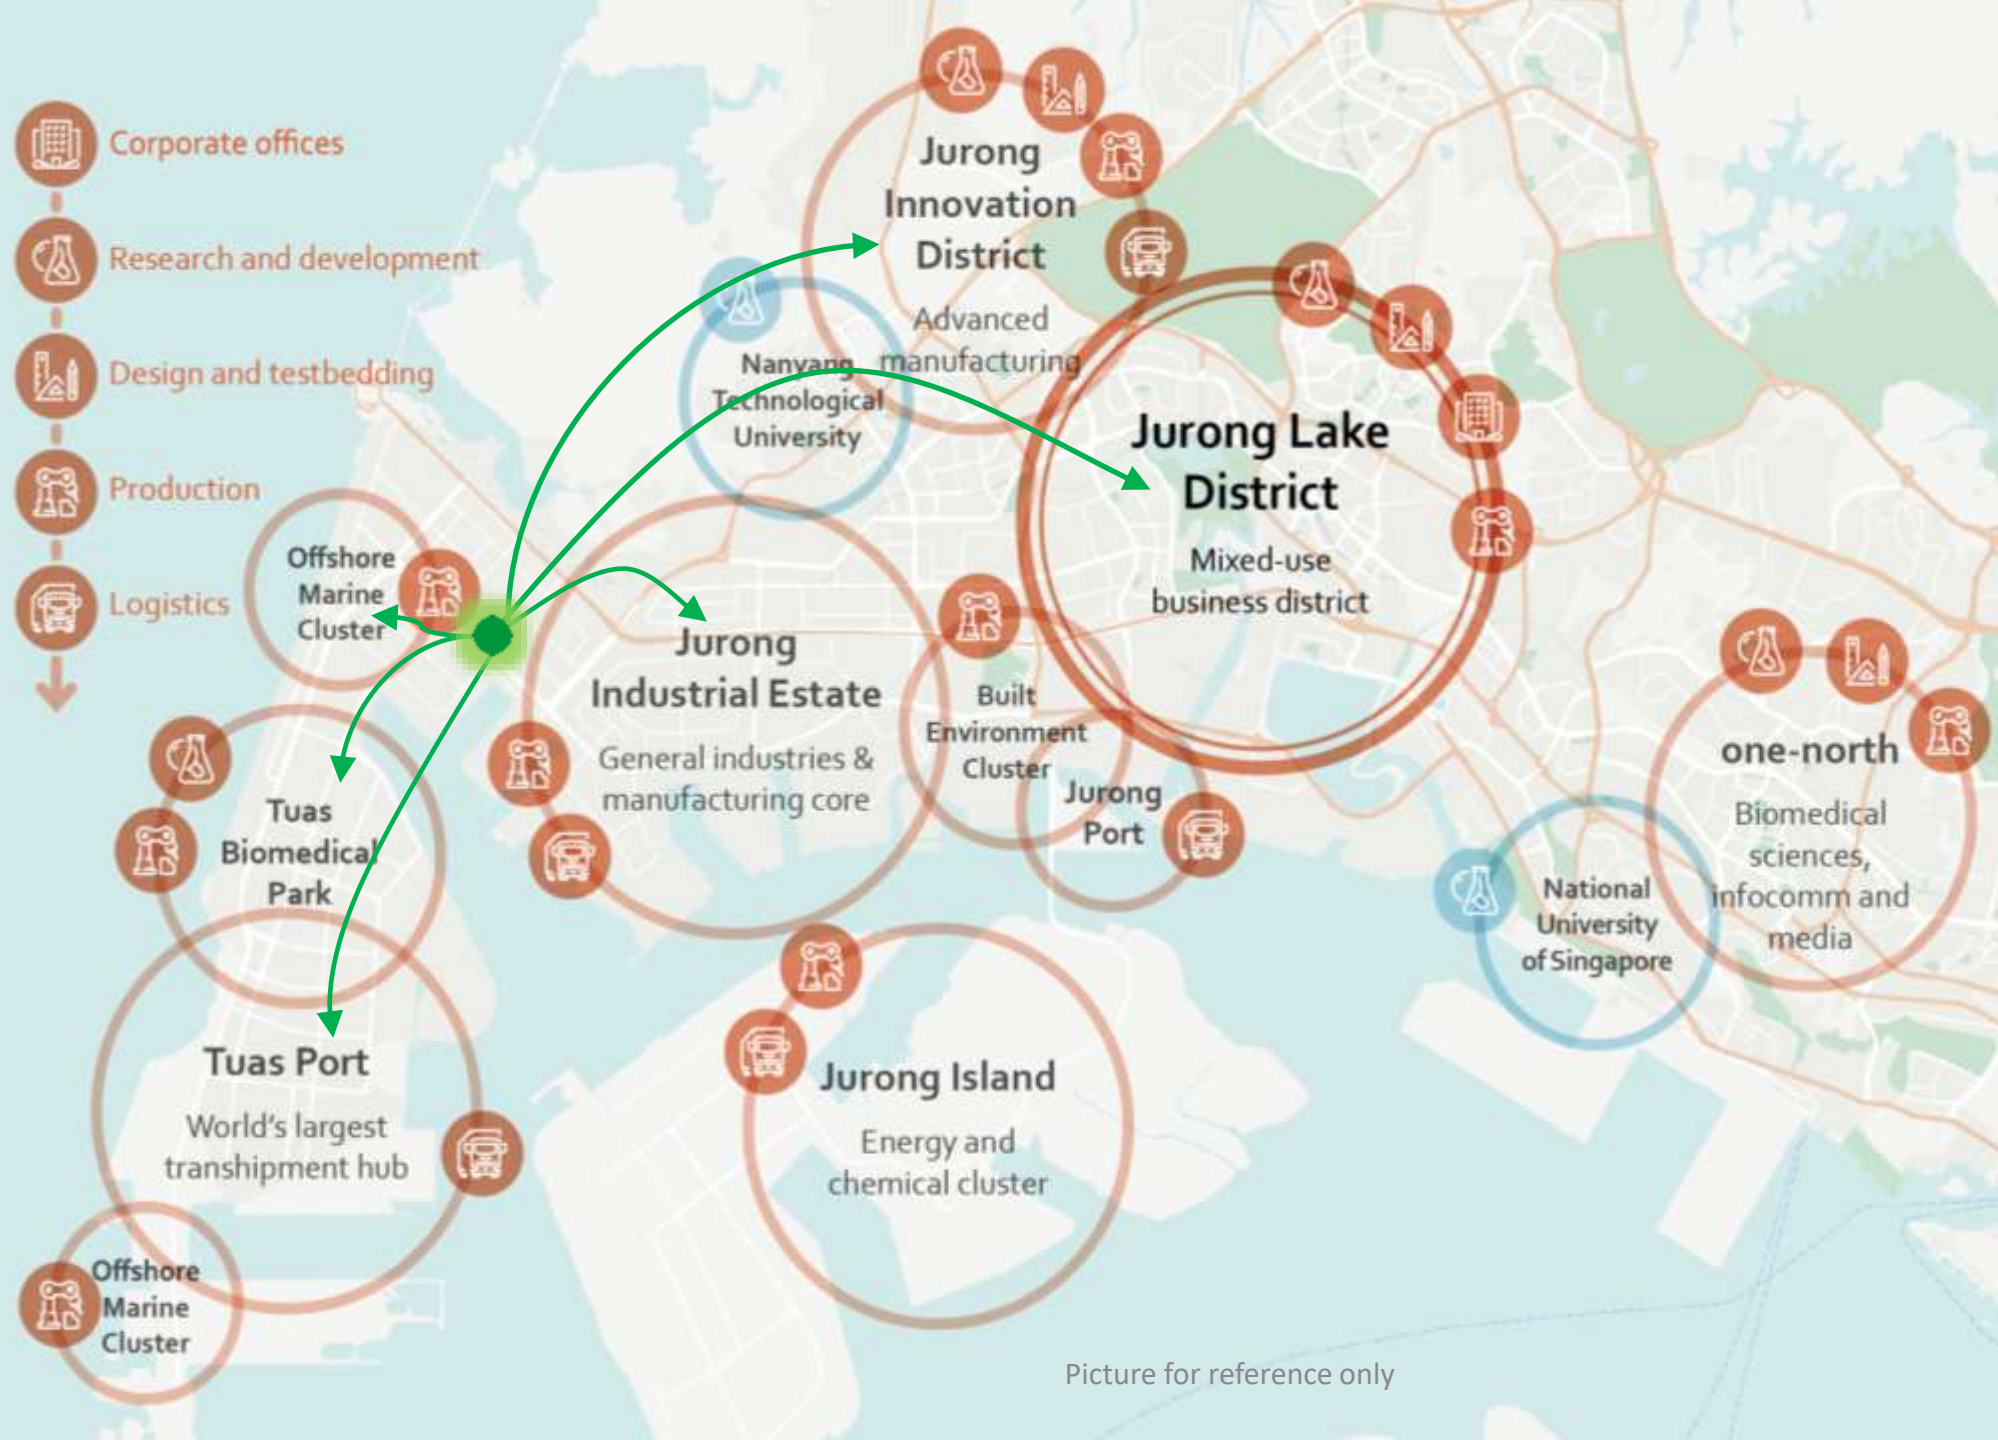 Corporate offices
Research and development
Design and testbedding
Production
Logistics
Jurong
Innovation
District
Advanced
manufacturing
Nanyang
Technological
University
Jurong Lake
District
Mixed-use
business district
Offshore
Marine
Cluster
Jurong
Industrial Estate
General industries &
manufacturing core
Built
Environment
Cluster
Jurong
Port
one-north
Biomedical
sciences,
infocomm and
media
National
University
of Singapore
Tuas
Biomedical
Park
Tuas Port
World's largest
transhipment hub
Jurong Island
Energy and
chemical cluster
Offshore
Marine
Cluster
Picture for reference only